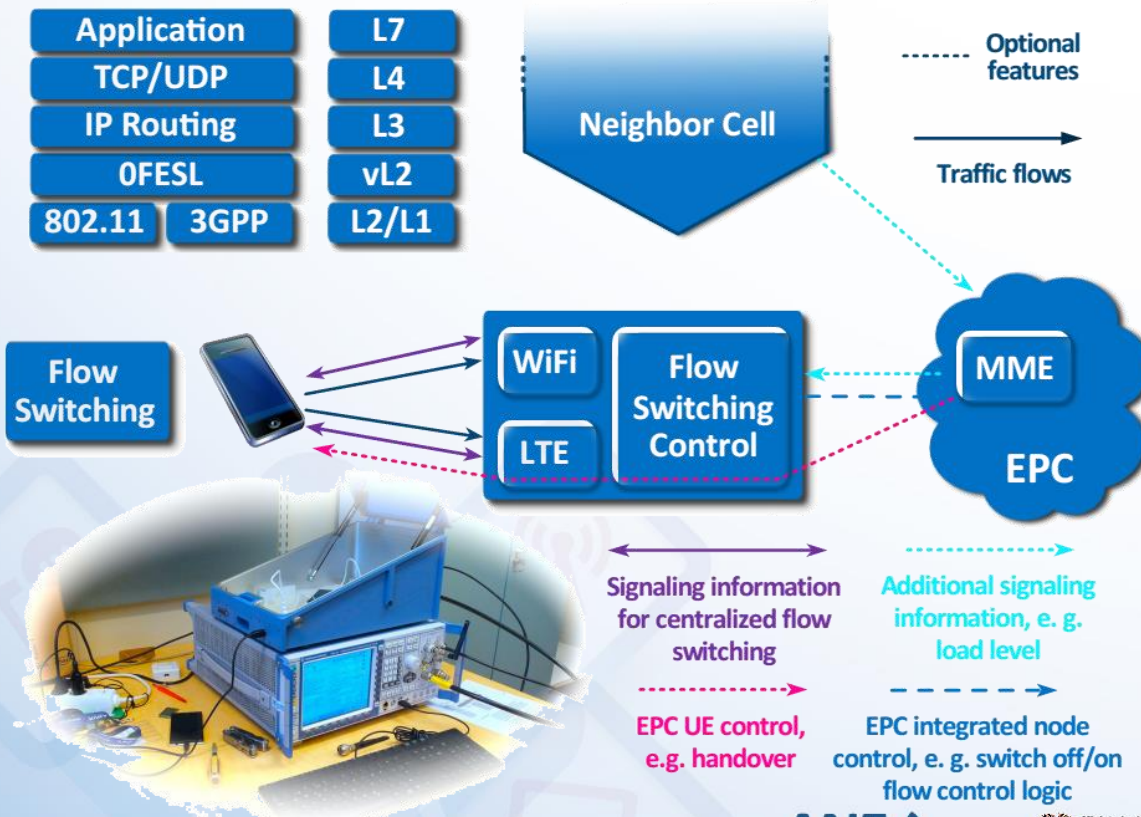 Application
L7
TCP/UDP
L4
IP Routing
L3
0FESL
vL2
802.11
3GPP
L2/L1
Neighbor Cell
Optional
features
Traffic flows
Flow
Switching
WiFi
LTE
Flow
Switching
Control
MME
EPC
Signaling information
for centralized flow
switching
Additional signaling
information, e. g.
load level
EPC UE control,
e.g. handover
EPC integrated node
control, e. g. switch off/on
flow control logic